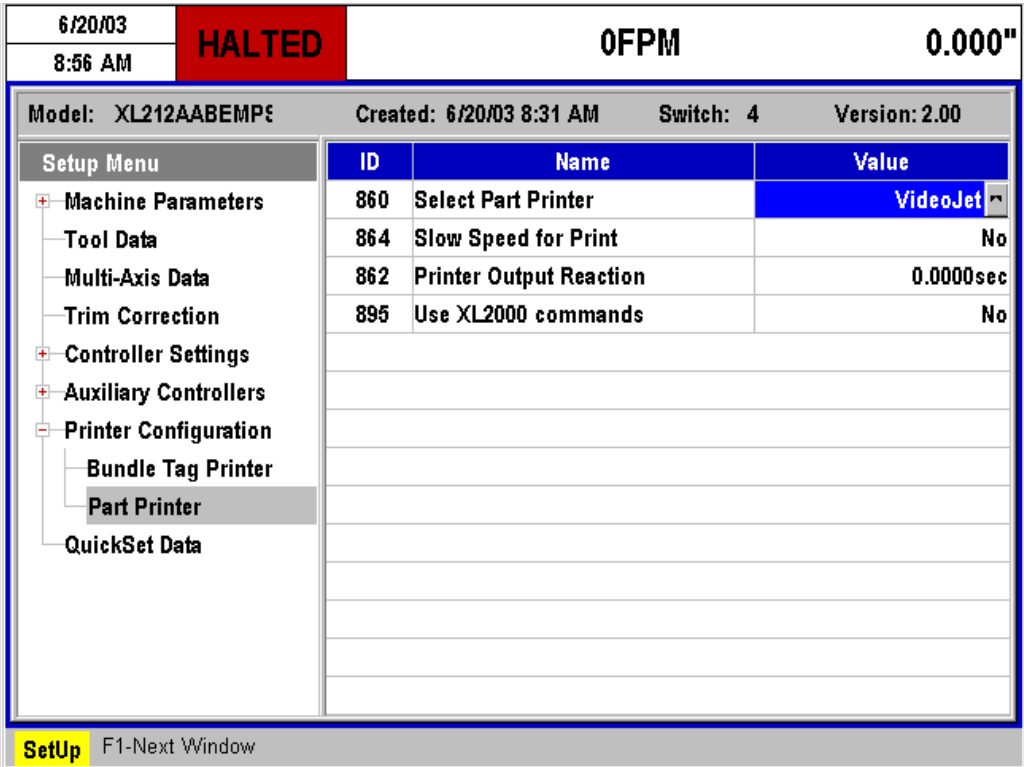 6/20/03
8:56 AM
HALTED
0FPM
0.000"
Model: XL212AABEMPS Created: 6/20/03 8:31 AM Switch: 4 Version: 2.00
Setup Menu
Machine Parameters
Tool Data
Multi-Axis Data
Trim Correction
Controller Settings
Auxiliary Controllers
Printer Configuration
Bundle Tag Printer
Part Printer
QuickSet Data
ID Name Value
860 Select Part Printer VideoJet
864 Slow Speed for Print No
862 Printer Output Reaction 0.0000sec
895 Use XL2000 commands No
SetUp F1-Next Window